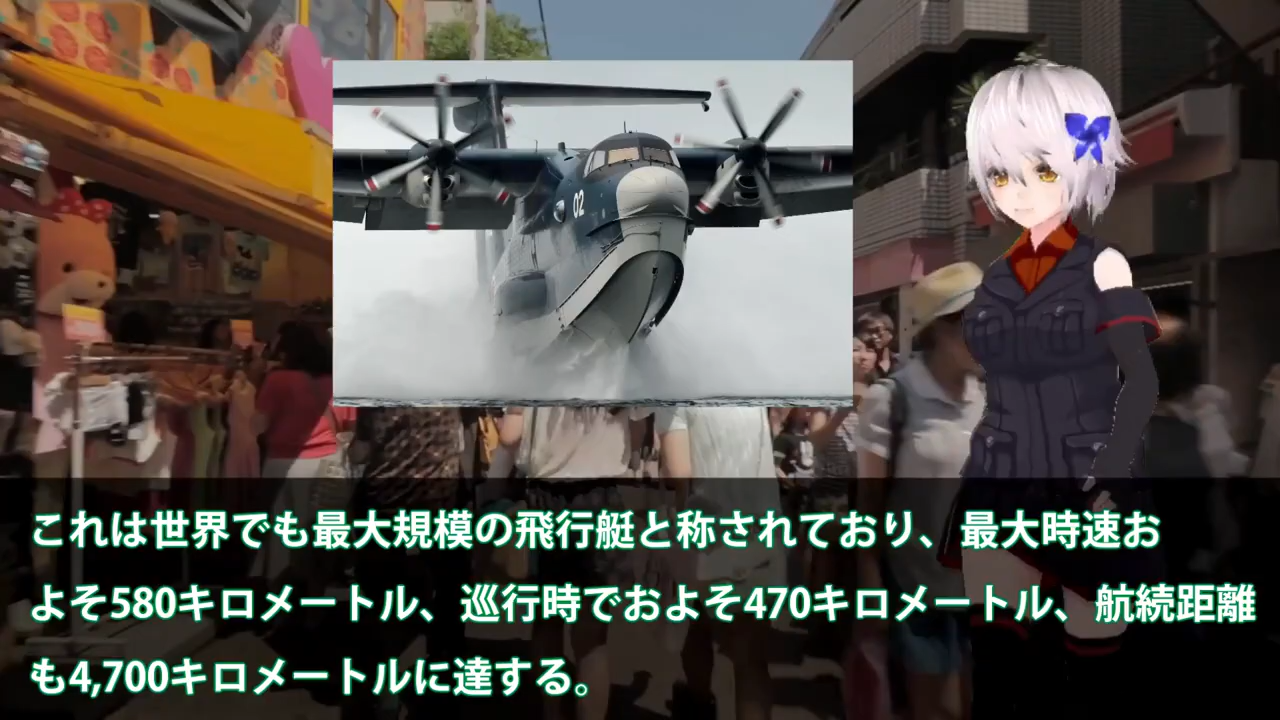 02
これは世界でも最大規模の飛行艇と称されており、最大時速お
よそ580キロメートル、巡行時でおよそ470キロメートル、航続距離
も4,700キロメートルに達する。